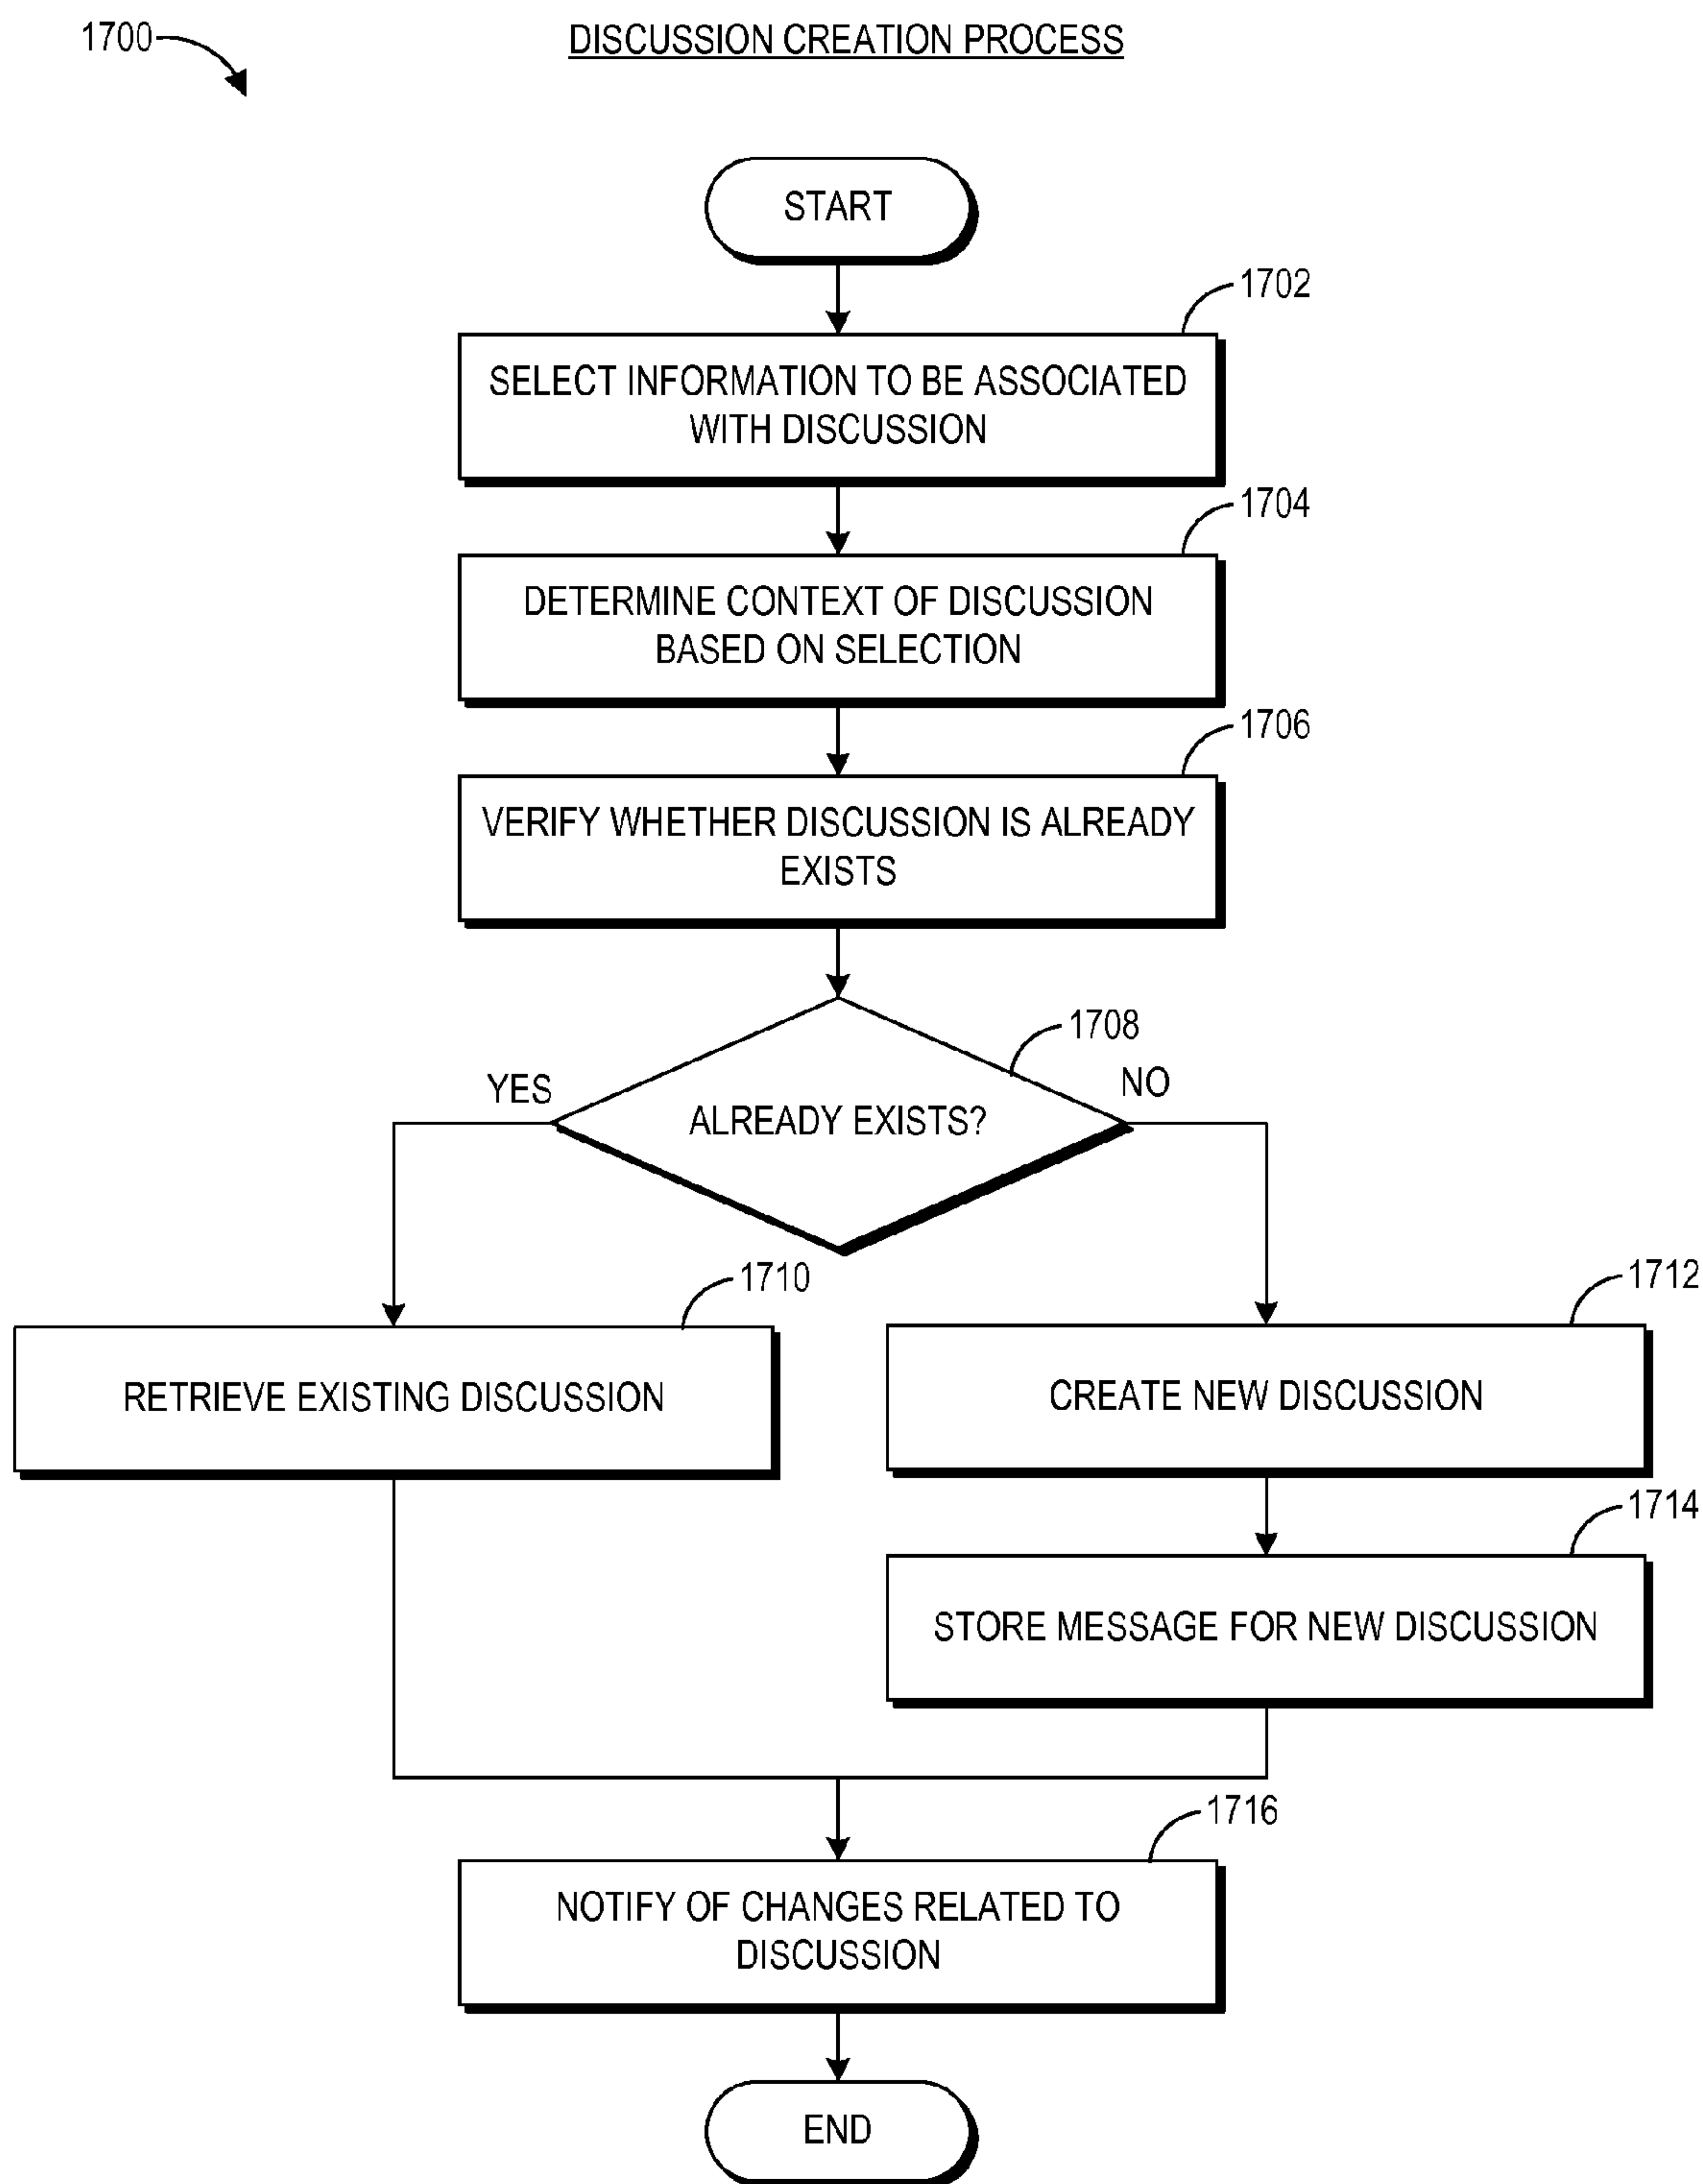 1700
DISCUSSION CREATION PROCESS
START
1702
SELECT INFORMATION TO BE ASSOCIATED
WITH DISCUSSION
1704
DETERMINE CONTEXT OF DISCUSSION
BASED ON SELECTION
1706
VERIFY WHETHER DISCUSSION IS ALREADY
EXISTS
1708
YES
NO
ALREADY EXISTS?
1710
RETRIEVE EXISTING DISCUSSION
1712
CREATE NEW DISCUSSION
1714
STORE MESSAGE FOR NEW DISCUSSION
1716
NOTIFY OF CHANGES RELATED TO
DISCUSSION
END